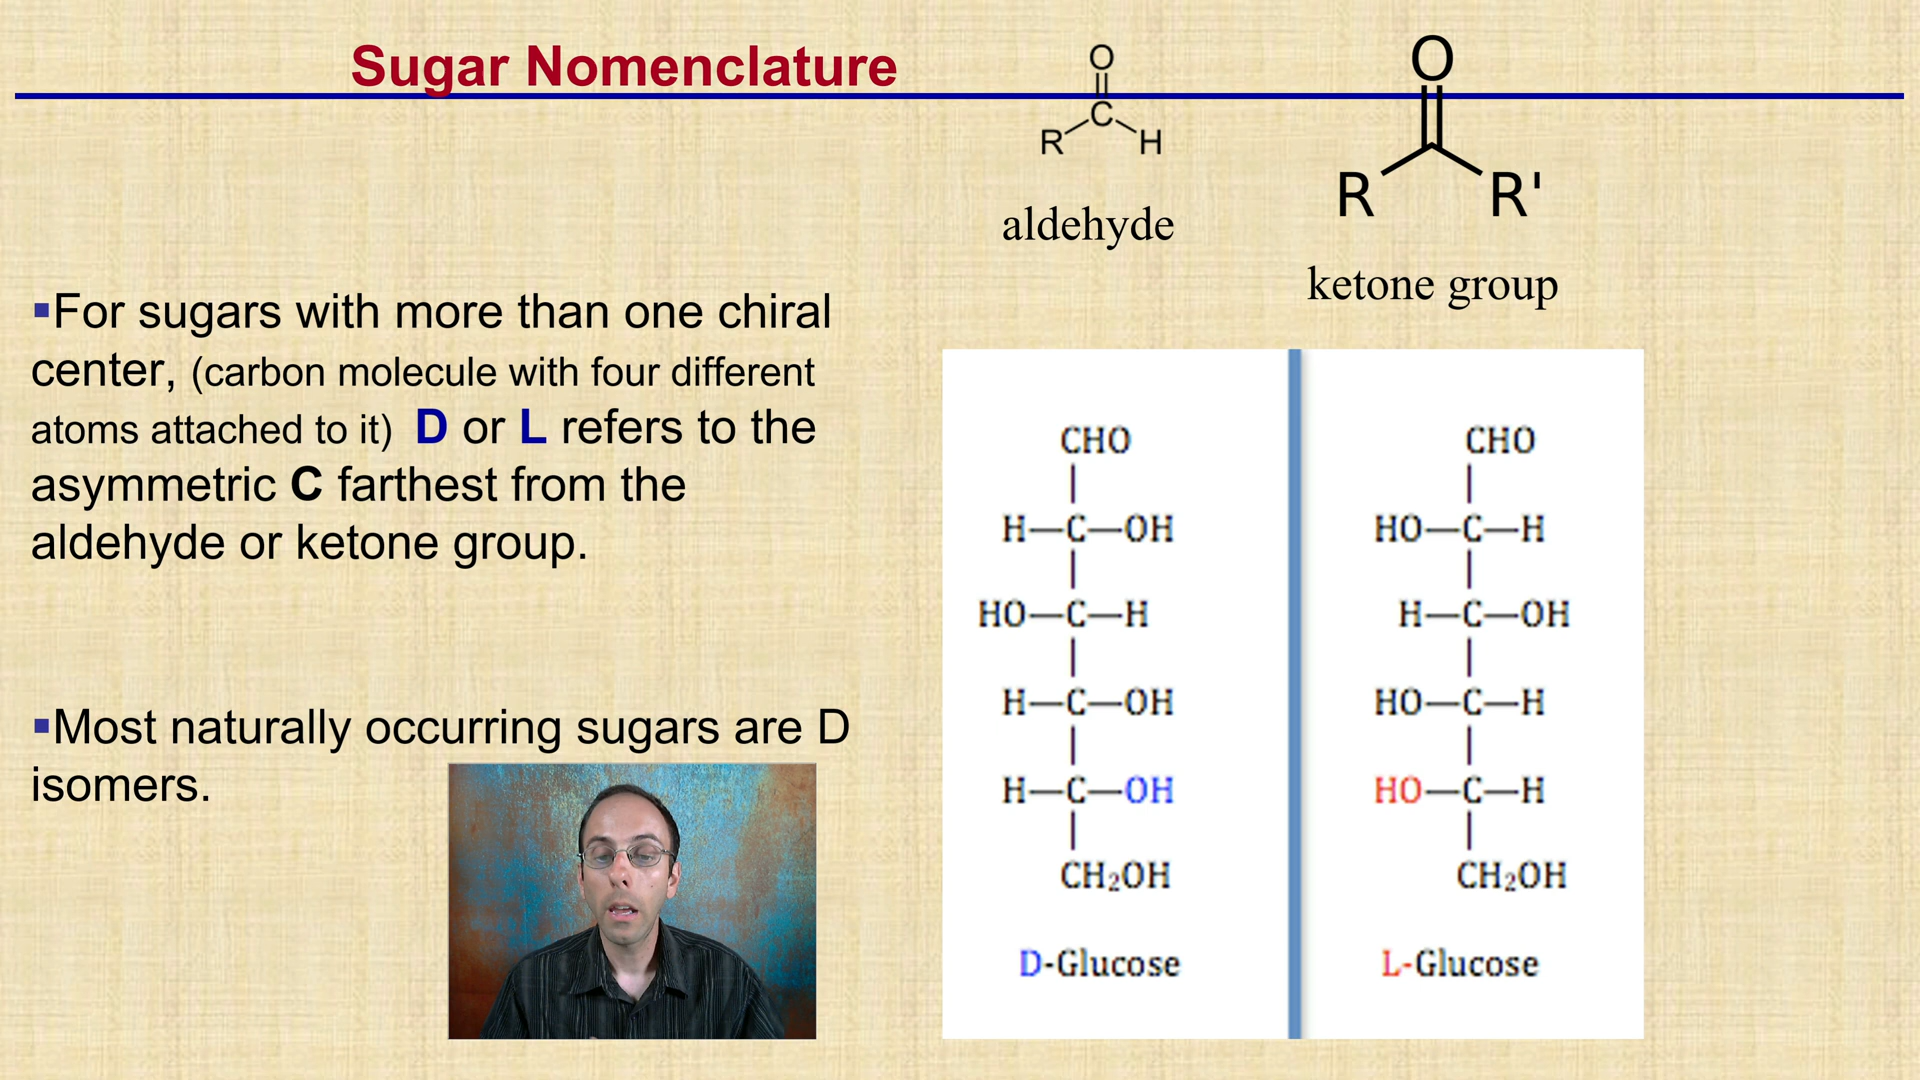 Sugar Nomenclature
O
C
R H
aldehyde
O
R R'
ketone group
▪For sugars with more than one chiral
center, (carbon molecule with four different
atoms attached to it) D or L refers to the
asymmetric C farthest from the
aldehyde or ketone group.
▪Most naturally occurring sugars are D
isomers.
CHO
H—C—OH
HO—C—H
H—C—OH
H—C—OH
CH₂OH
D-Glucose
CHO
HO—C—H
H—C—OH
HO—C—H
HO—C—H
CH₂OH
L-Glucose